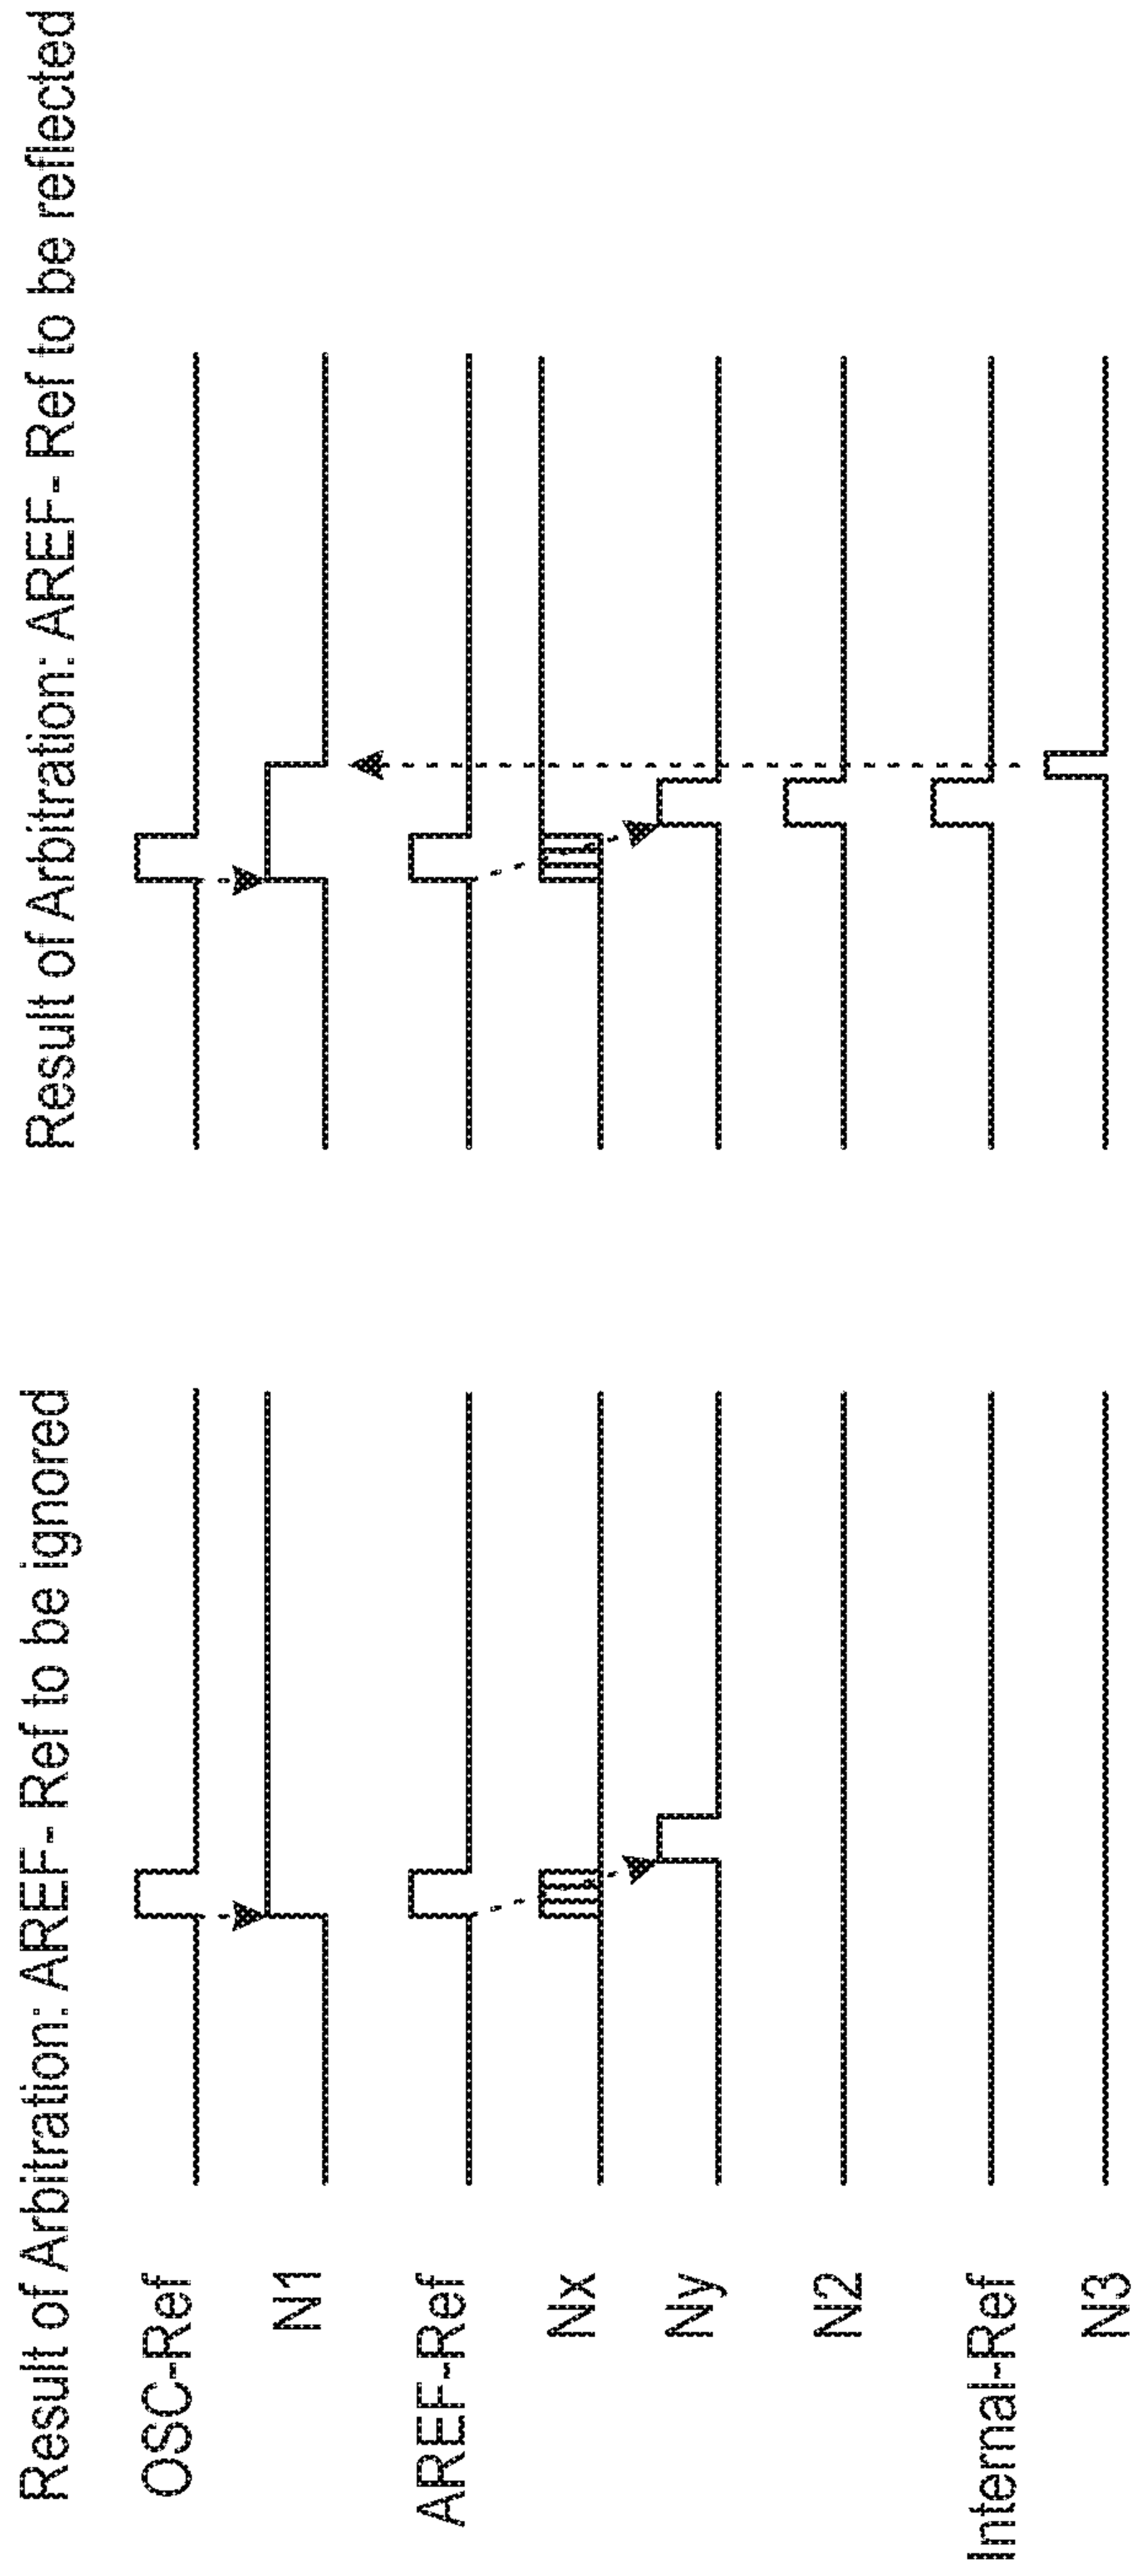 Result of Arbitration: AREF-Ref to be ignored
Result of Arbitration: AREF-Ref to be reflected
OSC-Ref
N1
AREF-Ref
Nx
Ny
N2
Internal-Ref
N3